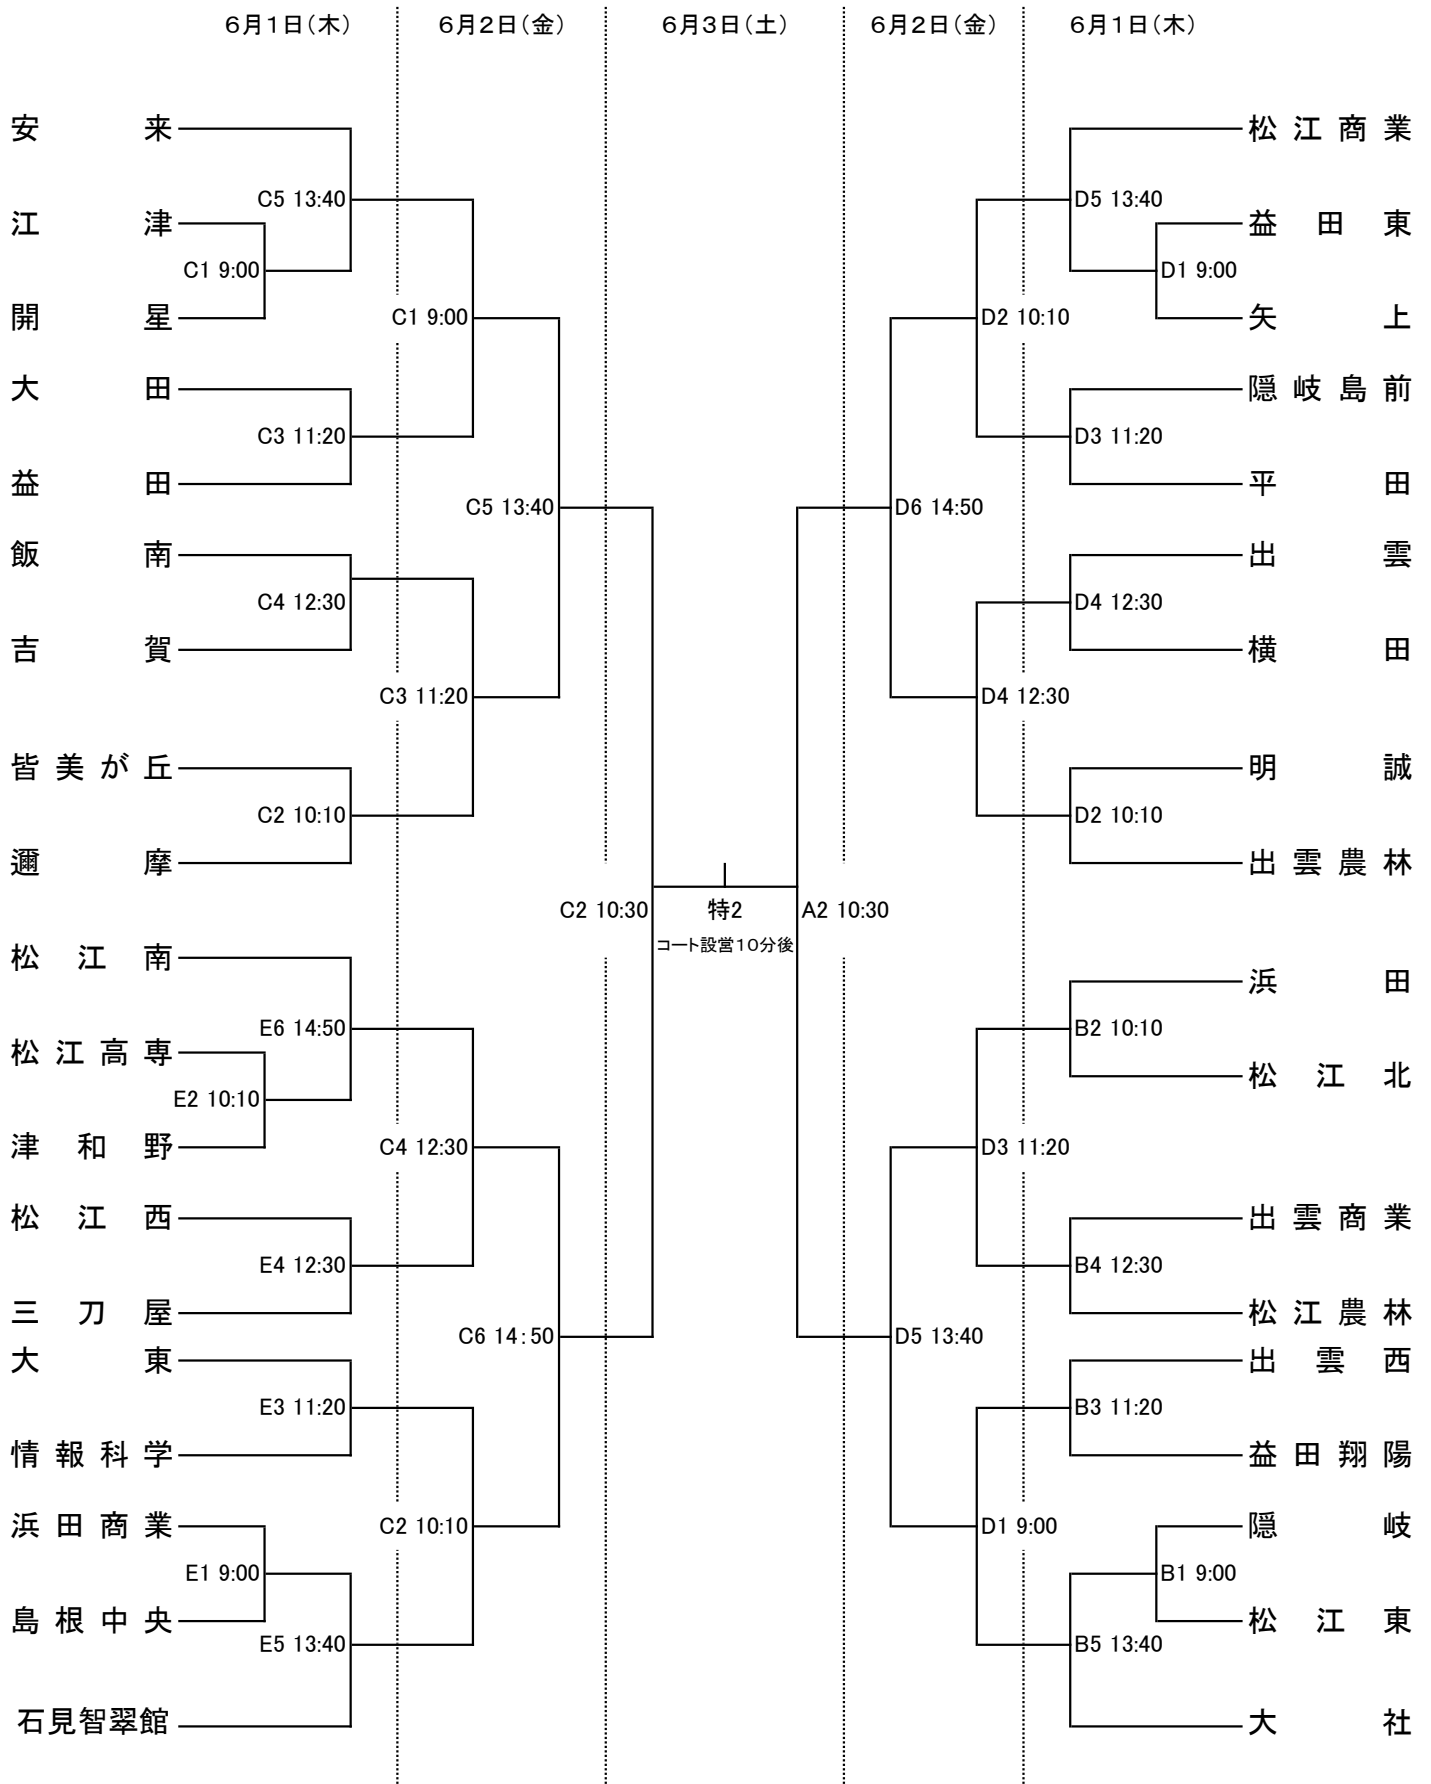 ６月１日（木） ６月２日（金） ６月３日（土） ６月２日（金） ６月１日（木）
安来 松江商業
C5 13:40 D5 13:40
江津 益田東
C1 9:00 D1 9:00
開星 C1 9:00 D2 10:10 矢上
大田 隠岐島前
C3 11:20 D3 11:20
益田 平田
C5 13:40 D6 14:50
飯南 出雲
C4 12:30 D4 12:30
吉賀 横田
C3 11:20 D4 12:30
皆美が丘 明誠
C2 10:10 D2 10:10
邇摩 出雲農林
C2 10:30 特2 A2 10:30
コート設営１０分後
松江南 浜田
E6 14:50 B2 10:10
松江高専 松江北
E2 10:10
津和野 C4 12:30 D3 11:20
松江西 出雲商業
E4 12:30 B4 12:30
三刀屋 松江農林
C6 14：50 D5 13:40
大東 出雲西
E3 11:20 B3 11:20
情報科学 益田翔陽
浜田商業 C2 10:10 D1 9:00 隠岐
E1 9:00 B1 9:00
島根中央 松江東
E5 13:40 B5 13:40
石見智翠館 大社